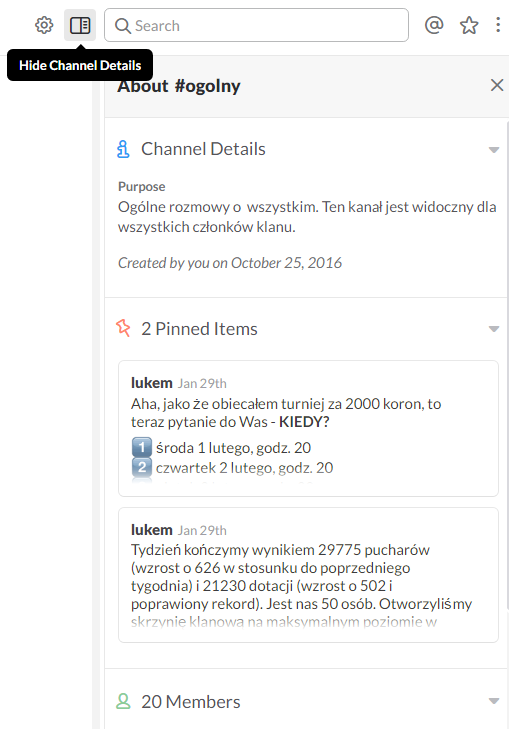 Search
Hide Channel Details
About #ogolny
Channel Details
Purpose
Ogólne rozmowy o wszystkim. Ten kanał jest widoczny dla
wszystkich członków klanu.
Created by you on October 25, 2016
2 Pinned Items
lukem Jan 29th
Aha, jako że obiecałem turniej za 2000 koron, to
teraz pytanie do Was - KIEDY?
1 środa 1 lutego, godz. 20
2 czwartek 2 lutego, godz. 20
lukem Jan 29th
Tydzień kończymy wynikiem 29775 pucharów
(wzrost o 626 w stosunku do poprzedniego
tygodnia) i 21230 dotacji (wzrost o 502 i
poprawiony rekord). Jest nas 50 osób. Otworzyliśmy
skrzynię klanową na maksymalnym poziomie w
20 Members